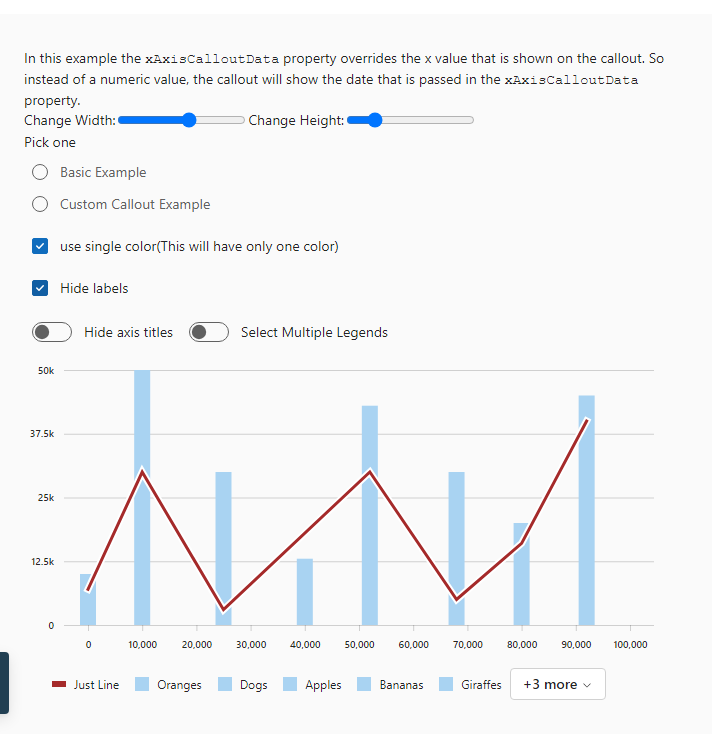 In this example the xAxisCalloutData property overrides the x value that is shown on the callout. So
instead of a numeric value, the callout will show the date that is passed in the xAxisCalloutData
property.
Change Width: Change Height:
Pick one
Basic Example
Custom Callout Example
use single color(This will have only one color)
Hide labels
Hide axis titles Select Multiple Legends
50k
37.5k
25k
12.5k
0
0 10,000 20,000 30,000 40,000 50,000 60,000 70,000 80,000 90,000 100,000
Just Line Oranges Dogs Apples Bananas Giraffes +3 more